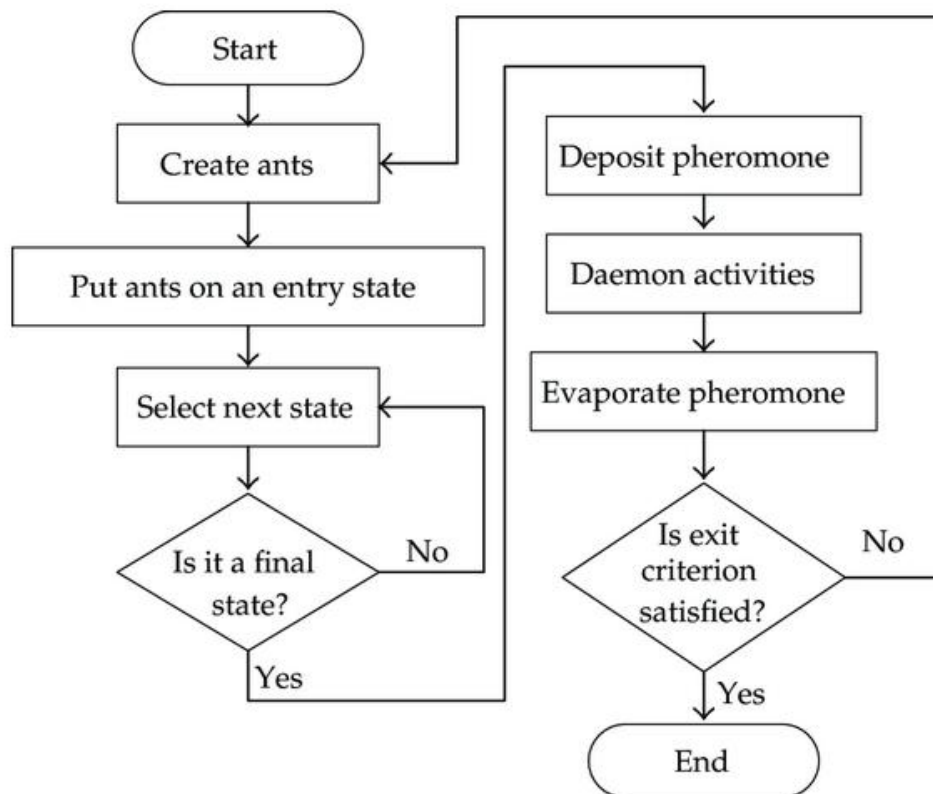 Start
Create ants
Put ants on an entry state
Select next state
Is it a final
state?
No
Yes
Deposit pheromone
Daemon activities
Evaporate pheromone
Is exit
criterion
satisfied?
No
Yes
End